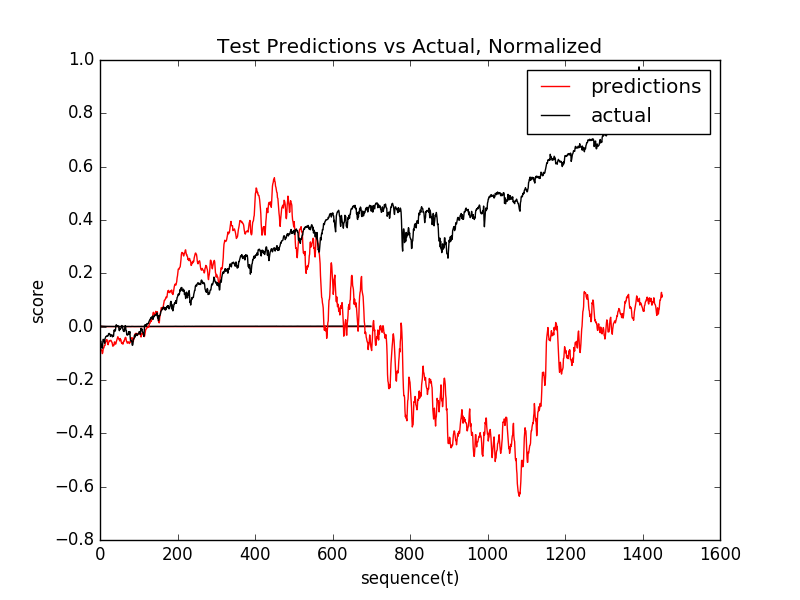 Test Predictions vs Actual, Normalized
predictions
actual
score
1.0
0.8
0.6
0.4
0.2
0.0
−0.2
−0.4
−0.6
−0.8
0 200 400 600 800 1000 1200 1400 1600
sequence(t)